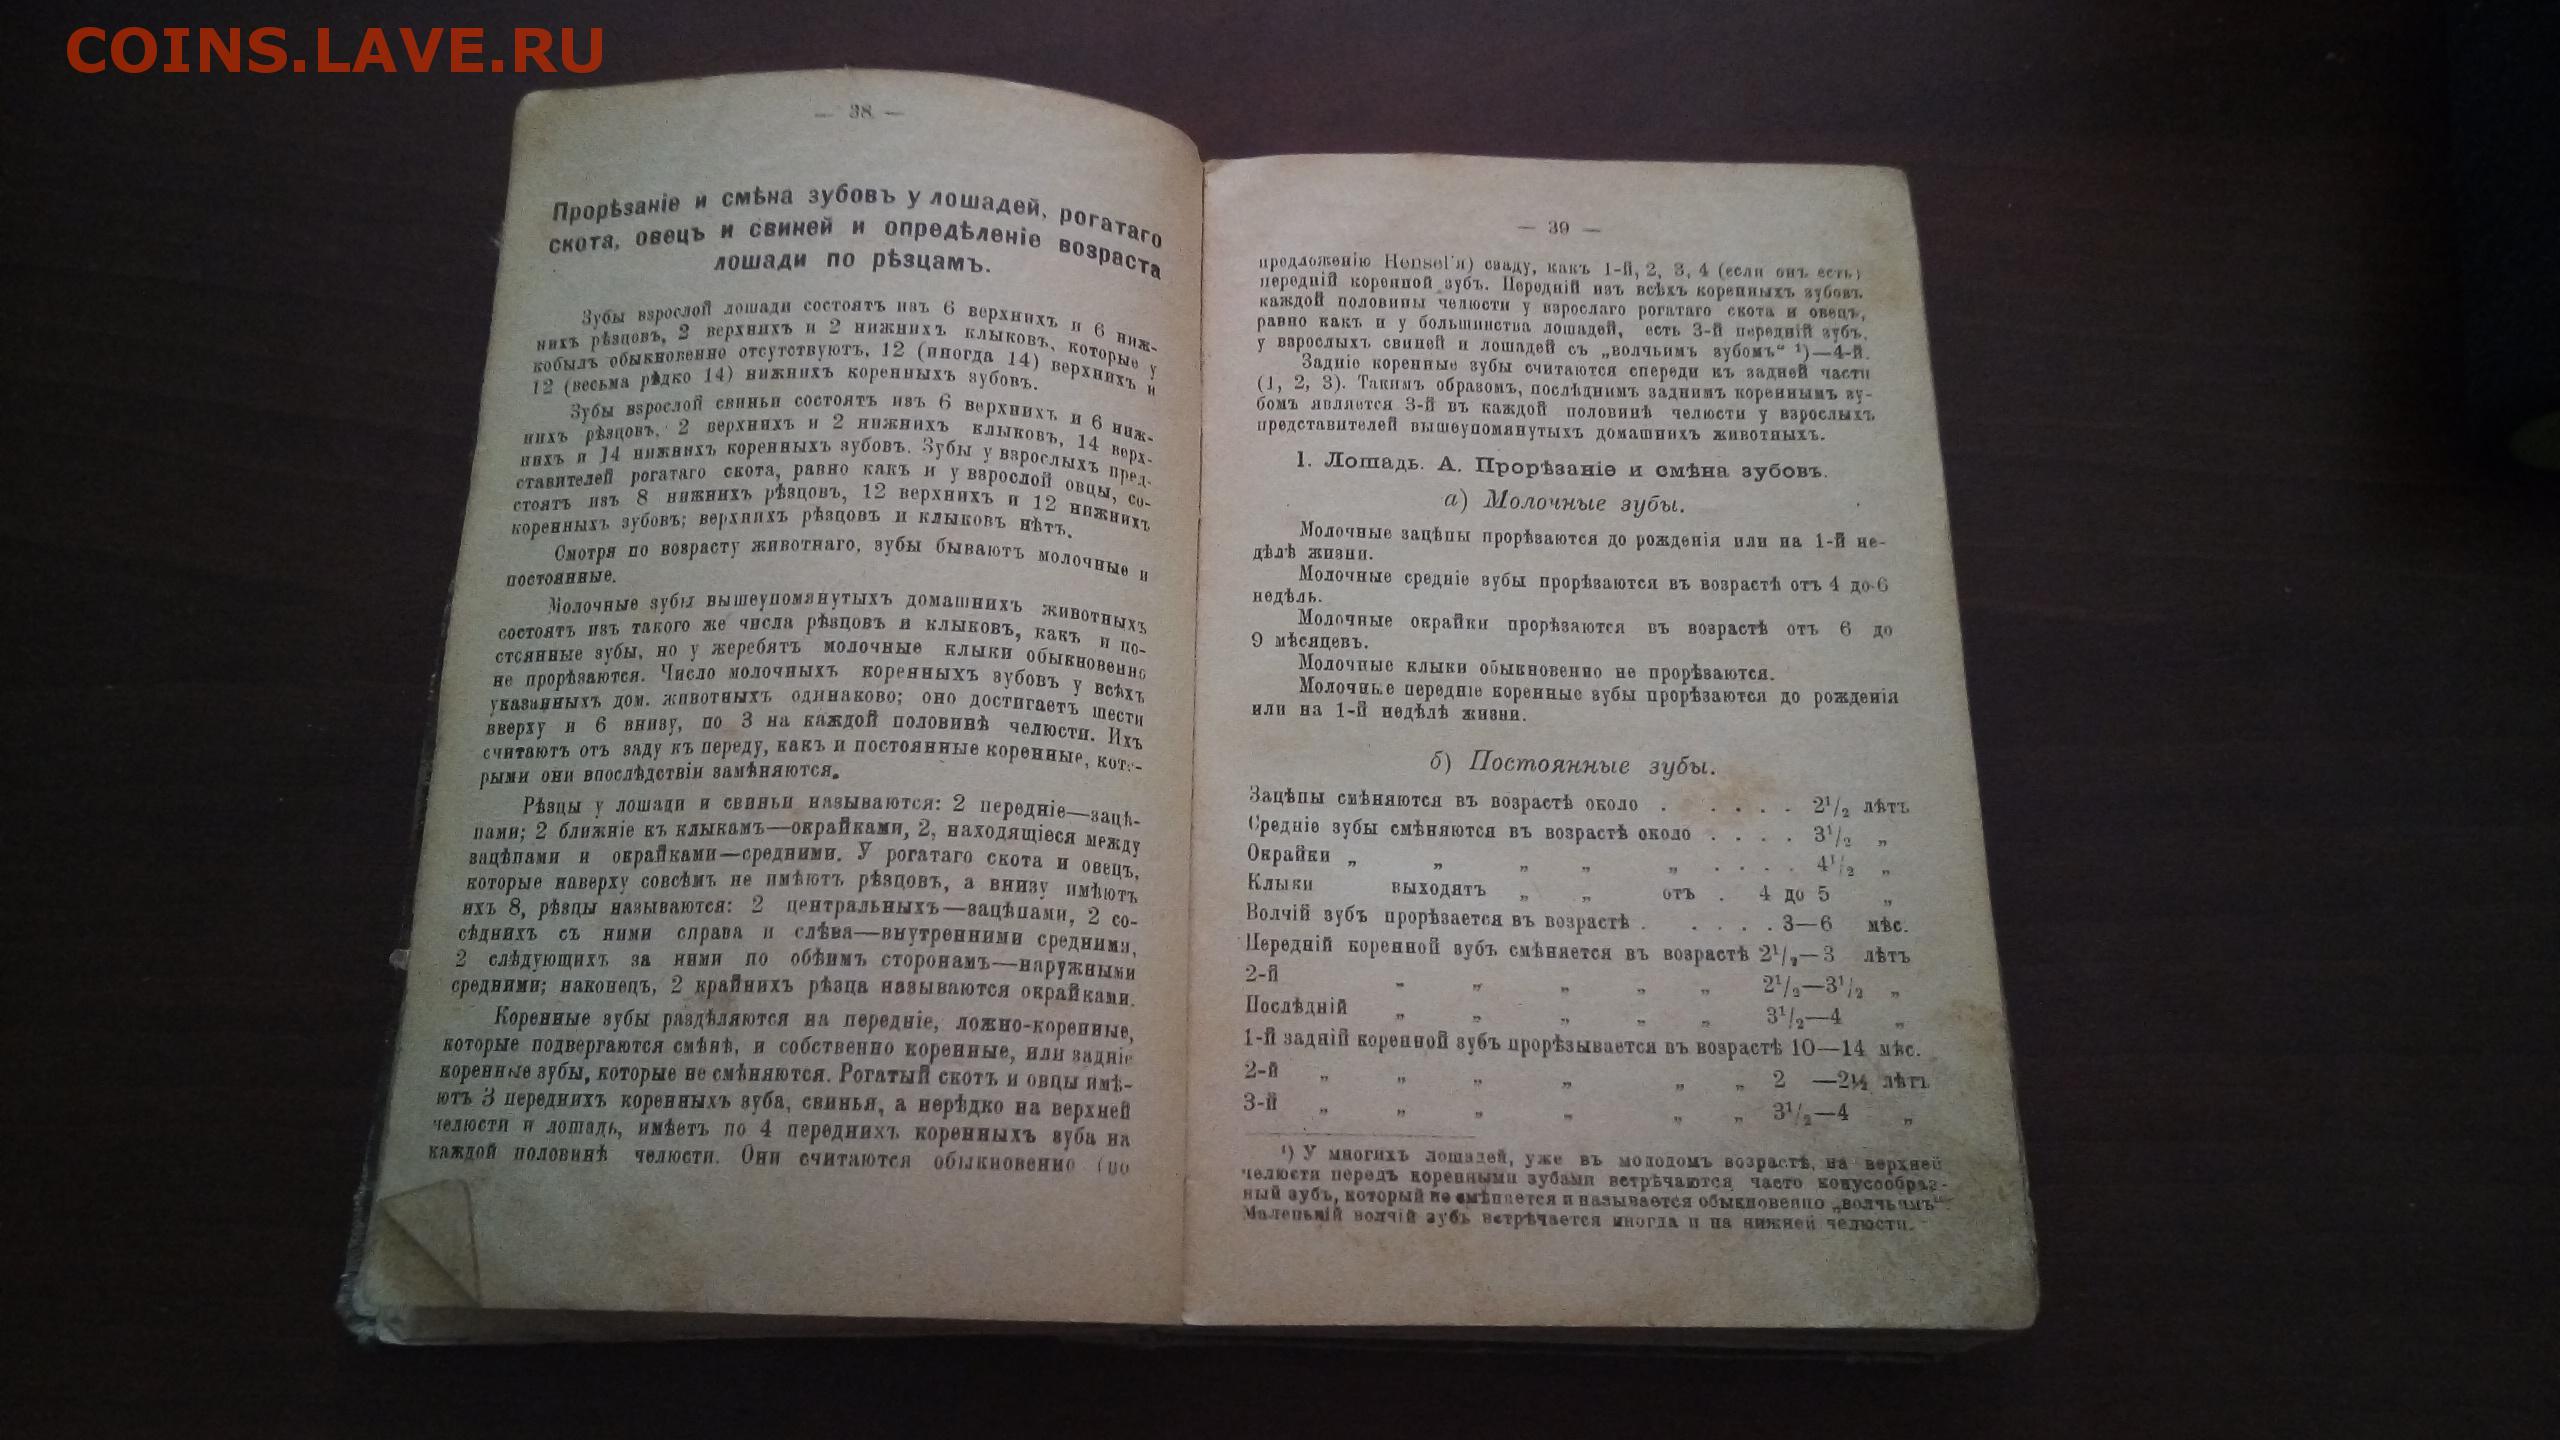 COINS.LAVE.RU
— 38 —
Прорѣзаніе и смѣна зубовъ у лошадей, рогатаго
скота, овецъ и свиней и опредѣленіе возраста
лошади по рѣзцамъ.
Зубы взрослой лошади состоятъ изъ 6 верхнихъ и 6 ниж-
нихъ рѣзцовъ, 2 верхнихъ и 2 нижнихъ клыковъ, которые у
кобылъ обыкновенно отсутствуютъ, 12 (иногда 14) верхнихъ и
12 (весьма рѣдко 14) нижнихъ коренныхъ зубовъ.
Зубы взрослой свиньи состоятъ изъ 6 верхнихъ и 6 ниж-
нихъ рѣзцовъ, 2 верхнихъ и 2 нижнихъ клыковъ, 14 верх-
нихъ и 14 нижнихъ коренныхъ зубовъ. Зубы у взрослыхъ пред-
ставителей рогатаго скота, равно какъ и у взрослой овцы, со-
стоятъ изъ 8 нижнихъ рѣзцовъ, 12 верхнихъ и 12 нижнихъ
коренныхъ зубовъ; верхнихъ рѣзцовъ и клыковъ нѣтъ.
Смотря по возрасту животнаго, зубы бываютъ молочные и
постоянные.
Молочные зубы вышеупомянутыхъ домашнихъ животныхъ
состоятъ изъ такого же числа рѣзцовъ и клыковъ, какъ и по-
стоянные зубы, но у жеребятъ молочные клыки обыкновенно
не прорѣзаются. Число молочныхъ коренныхъ зубовъ у всѣхъ
указанныхъ дом. животныхъ одинаково; оно достигаетъ шести
вверху и 6 внизу, по 3 на каждой половинѣ челюсти. Ихъ
считаютъ отъ заду къ переду, какъ и постоянные коренные, кото-
рыми они впослѣдствіи замѣняются.
Рѣзцы у лошади и свиньи называются: 2 передніе—зацѣ-
пами; 2 ближніе къ клыкамъ—окрайками, 2, находящіеся между
зацѣпами и окрайками—средними. У рогатаго скота и овецъ,
которые наверху совсѣмъ не имѣютъ рѣзцовъ, а внизу имѣютъ
ихъ 8, рѣзцы называются: 2 центральныхъ—зацѣпами, 2 со-
сѣднихъ съ ними справа и слѣва—внутренними средними,
2 слѣдующихъ за ними по обѣимъ сторонамъ—наружными
средними; наконецъ, 2 крайнихъ рѣзца называются окрайками.
Коренные зубы раздѣляются на передніе, ложно-коренные,
которые подвергаются смѣнѣ, и собственно коренные, или задніе
коренные зубы, которые не смѣняются. Рогатый скотъ и овцы имѣ-
ютъ 3 переднихъ коренныхъ зуба, свинья, а нерѣдко на верхней
челюсти и лошадь, имѣетъ по 4 переднихъ коренныхъ зуба на
каждой половинѣ челюсти. Они считаются обыкновенно (по
— 39 —
предложенію Hensel'я) сзаду, какъ 1-й, 2, 3, 4 (если онъ есть)
передній коренной зубъ. Передній изъ всѣхъ коренныхъ зубовъ
каждой половины челюсти у взрослаго рогатаго скота и овецъ,
равно какъ и у большинства лошадей, есть 3-й передній зубъ,
у взрослыхъ свиней и лошадей съ „волчьимъ зубомъ“ ¹)—4-й.
Задніе коренные зубы считаются спереди къ задней части
(1, 2, 3). Такимъ образомъ, послѣднимъ заднимъ кореннымъ зу-
бомъ является 3-й въ каждой половинѣ челюсти у взрослыхъ
представителей вышеупомянутыхъ домашнихъ животныхъ.
I. Лошадь. А. Прорѣзаніе и смѣна зубовъ.
а) Молочные зубы.
Молочные зацѣпы прорѣзаются до рожденія или на 1-й не-
дѣлѣ жизни.
Молочные средніе зубы прорѣзаются въ возрастѣ отъ 4 до 6
недѣль.
Молочные окрайки прорѣзаются въ возрастѣ отъ 6 до
9 мѣсяцевъ.
Молочные клыки обыкновенно не прорѣзаются.
Молочные передніе коренные зубы прорѣзаются до рожденія
или на 1-й недѣлѣ жизни.
б) Постоянные зубы.
Зацѣпы смѣняются въ возрастѣ около . . . . . 2¹/₂ лѣтъ
Средніе зубы смѣняются въ возрастѣ около . . . . 3¹/₂ „
Окрайки „ „ „ „ „ . . . . 4¹/₂ „
Клыки выходятъ „ „ отъ . 4 до 5 „
Волчій зубъ прорѣзается въ возрастѣ . . . . . 3—6 мѣс.
Передній коренной зубъ смѣняется въ возрастѣ 2¹/₂—3 лѣтъ
2-й „ „ „ „ „ 2¹/₂—3¹/₂ „
Послѣдній „ „ „ „ „ 3¹/₂—4 „
1-й задній коренной зубъ прорѣзывается въ возрастѣ 10—14 мѣс.
2-й „ „ „ „ „ „ 2 —2¼ лѣтъ
3-й „ „ „ „ „ „ 3¹/₂—4 „
¹) У многихъ лошадей, уже въ молодомъ возрастѣ, на верхней
челюсти передъ коренными зубами встрѣчаются часто конусообраз-
ный зубъ, который не смѣняется и называется обыкновенно „волчьимъ“
Маленькій волчій зубъ встрѣчается иногда и на нижней челюсти.